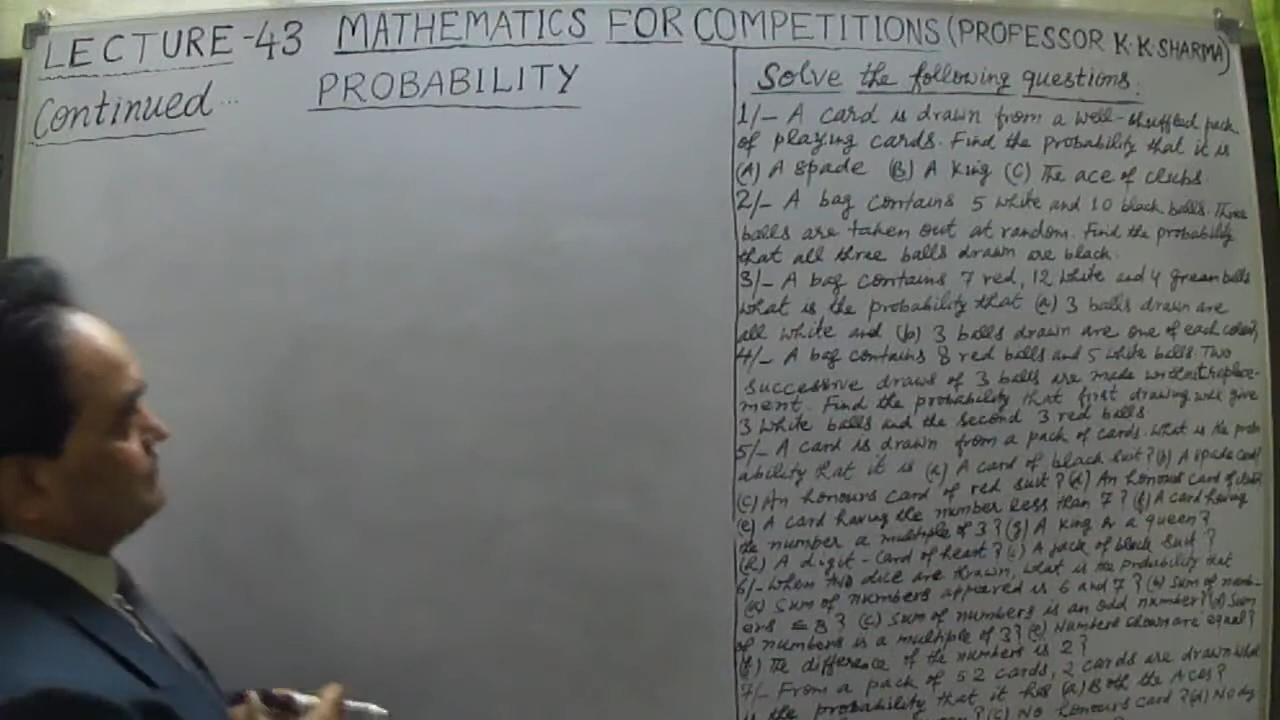 LECTURE-43 MATHEMATICS FOR COMPETITIONS (PROFESSOR K.K.SHARMA)
Continued...
PROBABILITY
Solve the following questions.
1/- A card is drawn from a well-shuffled pack
of playing cards. Find the probability that it is
(A) A spade (B) A king (C) The ace of clubs.
2/- A bag contains 5 white and 10 black balls. Three
balls are taken out at random. Find the probability
that all three balls drawn are black.
3/- A bag contains 7 red, 12 white and 4 green balls
what is the probability that (a) 3 balls drawn are
all white and (b) 3 balls drawn are one of each colour?
4/- A bag contains 8 red balls and 5 white balls. Two
successive draws of 3 balls are made without replace-
ment. Find the probability that first drawing will give
3 white balls and the second 3 red balls
5/- A card is drawn from a pack of cards. What is the prob
ability that it is (a) A card of black suit? (b) A spade card?
(c) An honours card of red suit? (d) An honours card of
(e) A card having the number less than 7? (f) A card having
the number a multiple of 3? (g) A king or a queen?
(h) A digit-card of heart? (i) A jack of black suit?
6/- When two dice are thrown, what is the probability that
(a) Sum of numbers appeared is 6 and 7? (b) Sum of numb-
ers ≤ 8? (c) Sum of numbers is an odd number? (d) Sum
of numbers is a multiple of 3? (e) Numbers shown are equal?
(f) The difference of the numbers is 2?
7/- From a pack of 52 cards, 2 cards are drawn what
is the probability that it has (a) Both the Aces?
(c) No honours card? (d)